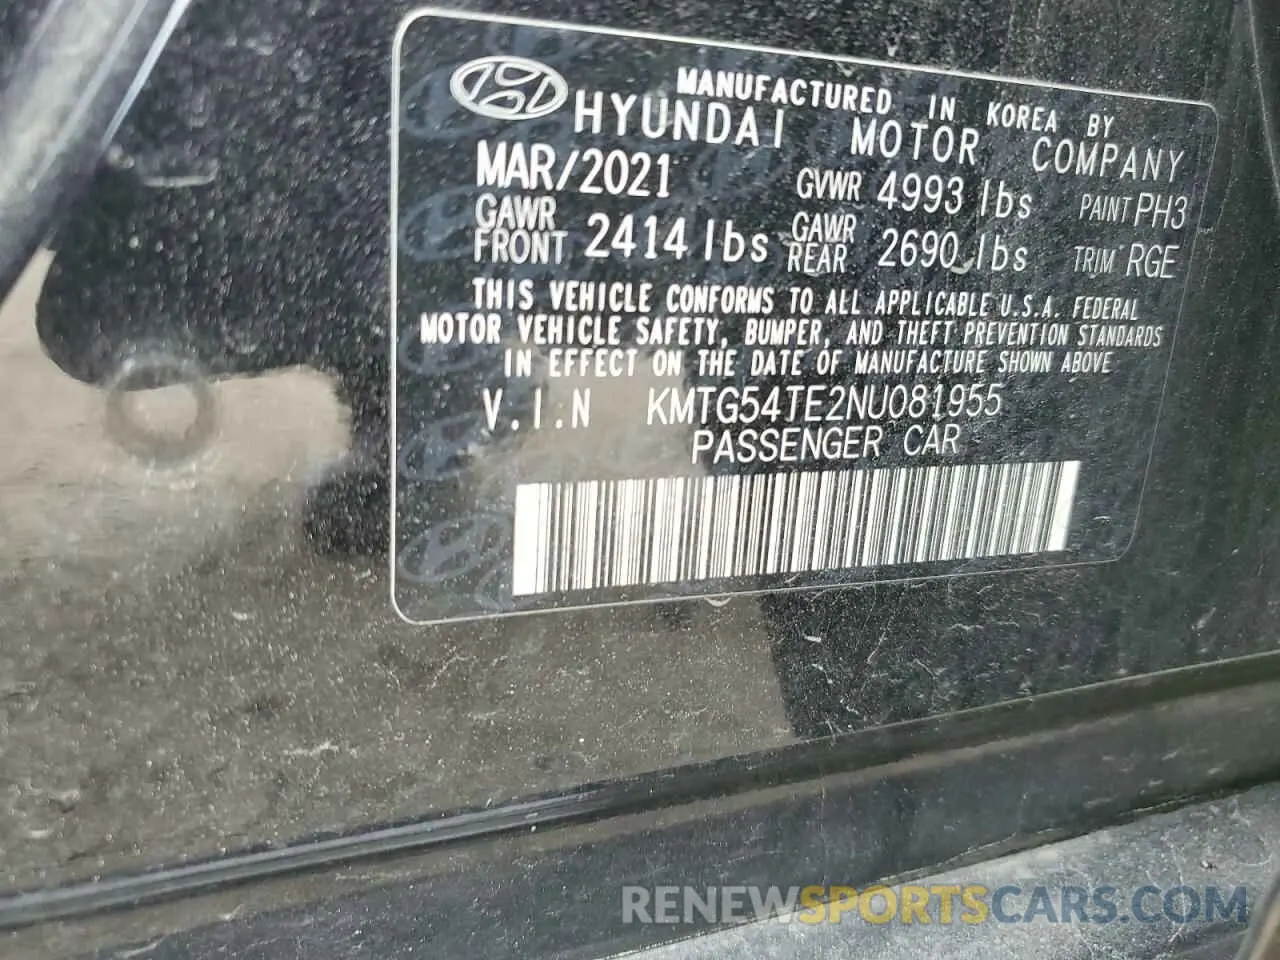 MANUFACTURED IN KOREA BY
HYUNDAI MOTOR COMPANY
MAR/2021 GVWR 4993 lbs PAINT PH3
GAWR FRONT 2414 lbs GAWR REAR 2690 lbs TRIM RGE
THIS VEHICLE CONFORMS TO ALL APPLICABLE U.S.A. FEDERAL
MOTOR VEHICLE SAFETY, BUMPER, AND THEFT PREVENTION STANDARDS
IN EFFECT ON THE DATE OF MANUFACTURE SHOWN ABOVE
V.I.N KMTG54TE2NU081955
PASSENGER CAR
RENEWSPORTSCARS.COM